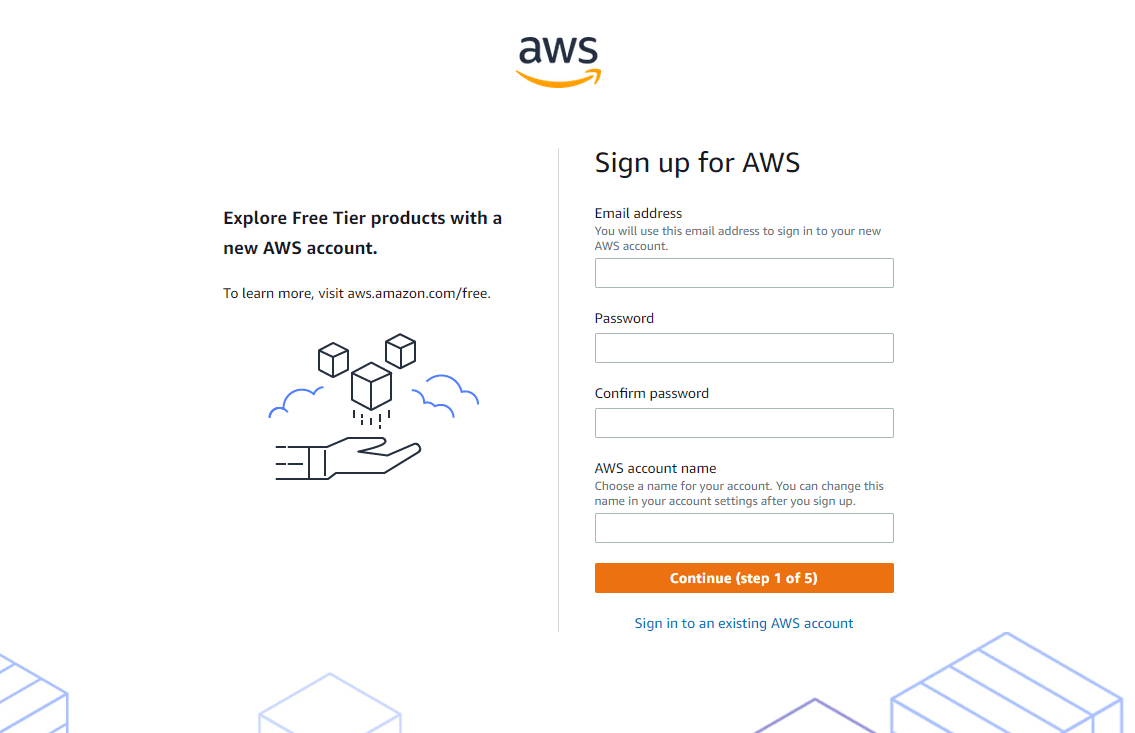 aws
Explore Free Tier products with a
new AWS account.
To learn more, visit aws.amazon.com/free.
Sign up for AWS
Email address
You will use this email address to sign in to your new
AWS account.
Password
Confirm password
AWS account name
Choose a name for your account. You can change this
name in your account settings after you sign up.
Continue (step 1 of 5)
Sign in to an existing AWS account